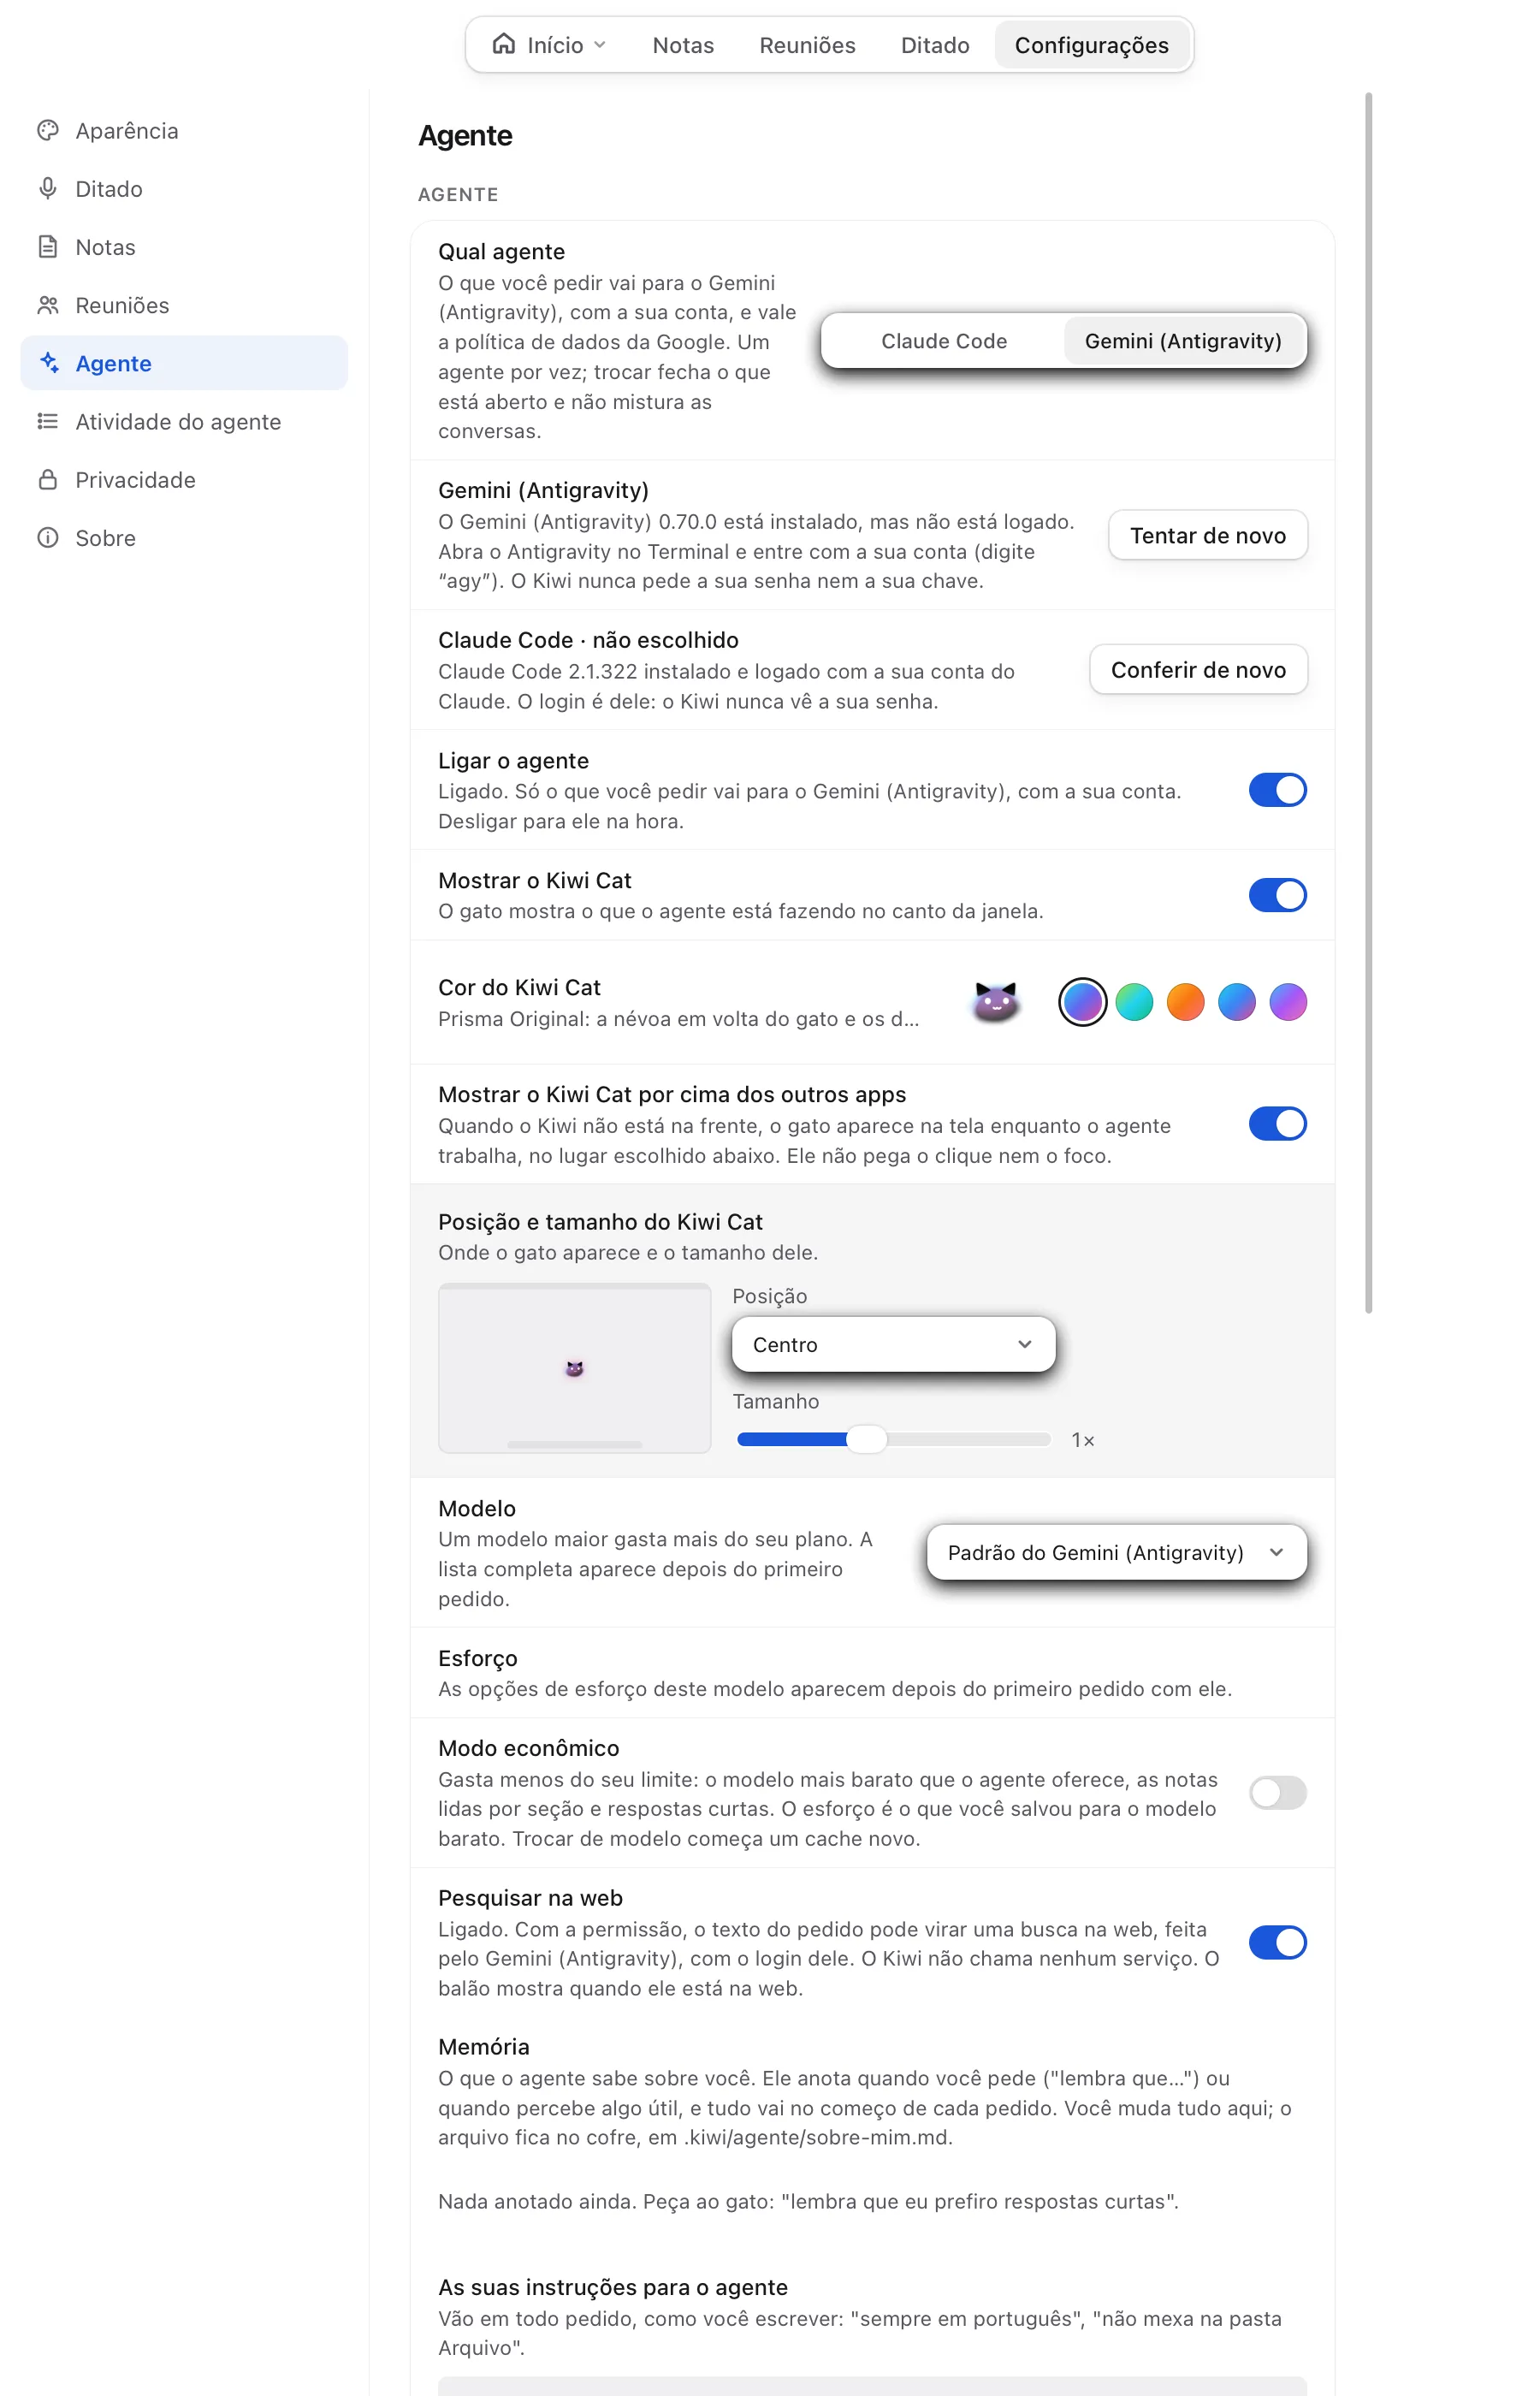 Início
Notas
Reuniões
Ditado
Configurações
Aparência
Ditado
Notas
Reuniões
Agente
Atividade do agente
Privacidade
Sobre
Agente
AGENTE
Qual agente
O que você pedir vai para o Gemini
(Antigravity), com a sua conta, e vale
a política de dados da Google. Um
agente por vez; trocar fecha o que
está aberto e não mistura as
conversas.
Claude Code
Gemini (Antigravity)
Gemini (Antigravity)
O Gemini (Antigravity) 0.70.0 está instalado, mas não está logado.
Abra o Antigravity no Terminal e entre com a sua conta (digite
“agy”). O Kiwi nunca pede a sua senha nem a sua chave.
Tentar de novo
Claude Code · não escolhido
Claude Code 2.1.322 instalado e logado com a sua conta do
Claude. O login é dele: o Kiwi nunca vê a sua senha.
Conferir de novo
Ligar o agente
Ligado. Só o que você pedir vai para o Gemini (Antigravity), com a sua conta.
Desligar para ele na hora.
Mostrar o Kiwi Cat
O gato mostra o que o agente está fazendo no canto da janela.
Cor do Kiwi Cat
Prisma Original: a névoa em volta do gato e os d...
Mostrar o Kiwi Cat por cima dos outros apps
Quando o Kiwi não está na frente, o gato aparece na tela enquanto o agente
trabalha, no lugar escolhido abaixo. Ele não pega o clique nem o foco.
Posição e tamanho do Kiwi Cat
Onde o gato aparece e o tamanho dele.
Posição
Centro
Tamanho
1×
Modelo
Um modelo maior gasta mais do seu plano. A
lista completa aparece depois do primeiro
pedido.
Padrão do Gemini (Antigravity)
Esforço
As opções de esforço deste modelo aparecem depois do primeiro pedido com ele.
Modo econômico
Gasta menos do seu limite: o modelo mais barato que o agente oferece, as notas
lidas por seção e respostas curtas. O esforço é o que você salvou para o modelo
barato. Trocar de modelo começa um cache novo.
Pesquisar na web
Ligado. Com a permissão, o texto do pedido pode virar uma busca na web, feita
pelo Gemini (Antigravity), com o login dele. O Kiwi não chama nenhum serviço. O
balão mostra quando ele está na web.
Memória
O que o agente sabe sobre você. Ele anota quando você pede ("lembra que...") ou
quando percebe algo útil, e tudo vai no começo de cada pedido. Você muda tudo aqui; o
arquivo fica no cofre, em .kiwi/agente/sobre-mim.md.
Nada anotado ainda. Peça ao gato: "lembra que eu prefiro respostas curtas".
As suas instruções para o agente
Vão em todo pedido, como você escrever: "sempre em português", "não mexa na pasta
Arquivo".